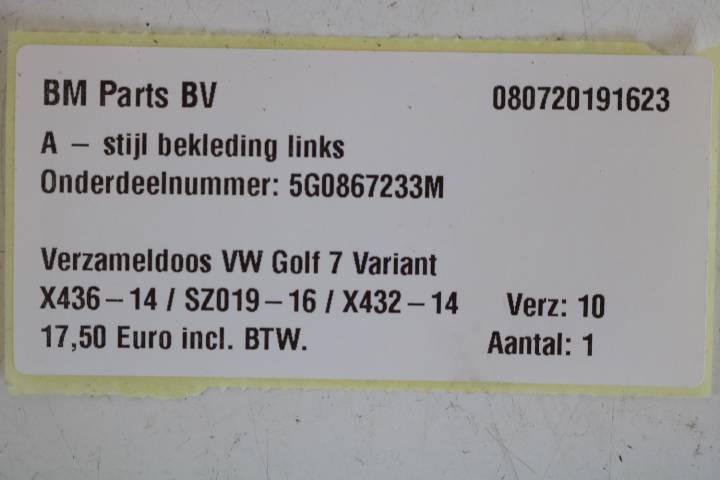 BM Parts BV 080720191623
A – stijl bekleding links
Onderdeelnummer: 5G0867233M
Verzameldoos VW Golf 7 Variant
X436 – 14 / SZ019 – 16 / X432 – 14 Verz: 10
17,50 Euro incl. BTW. Aantal: 1